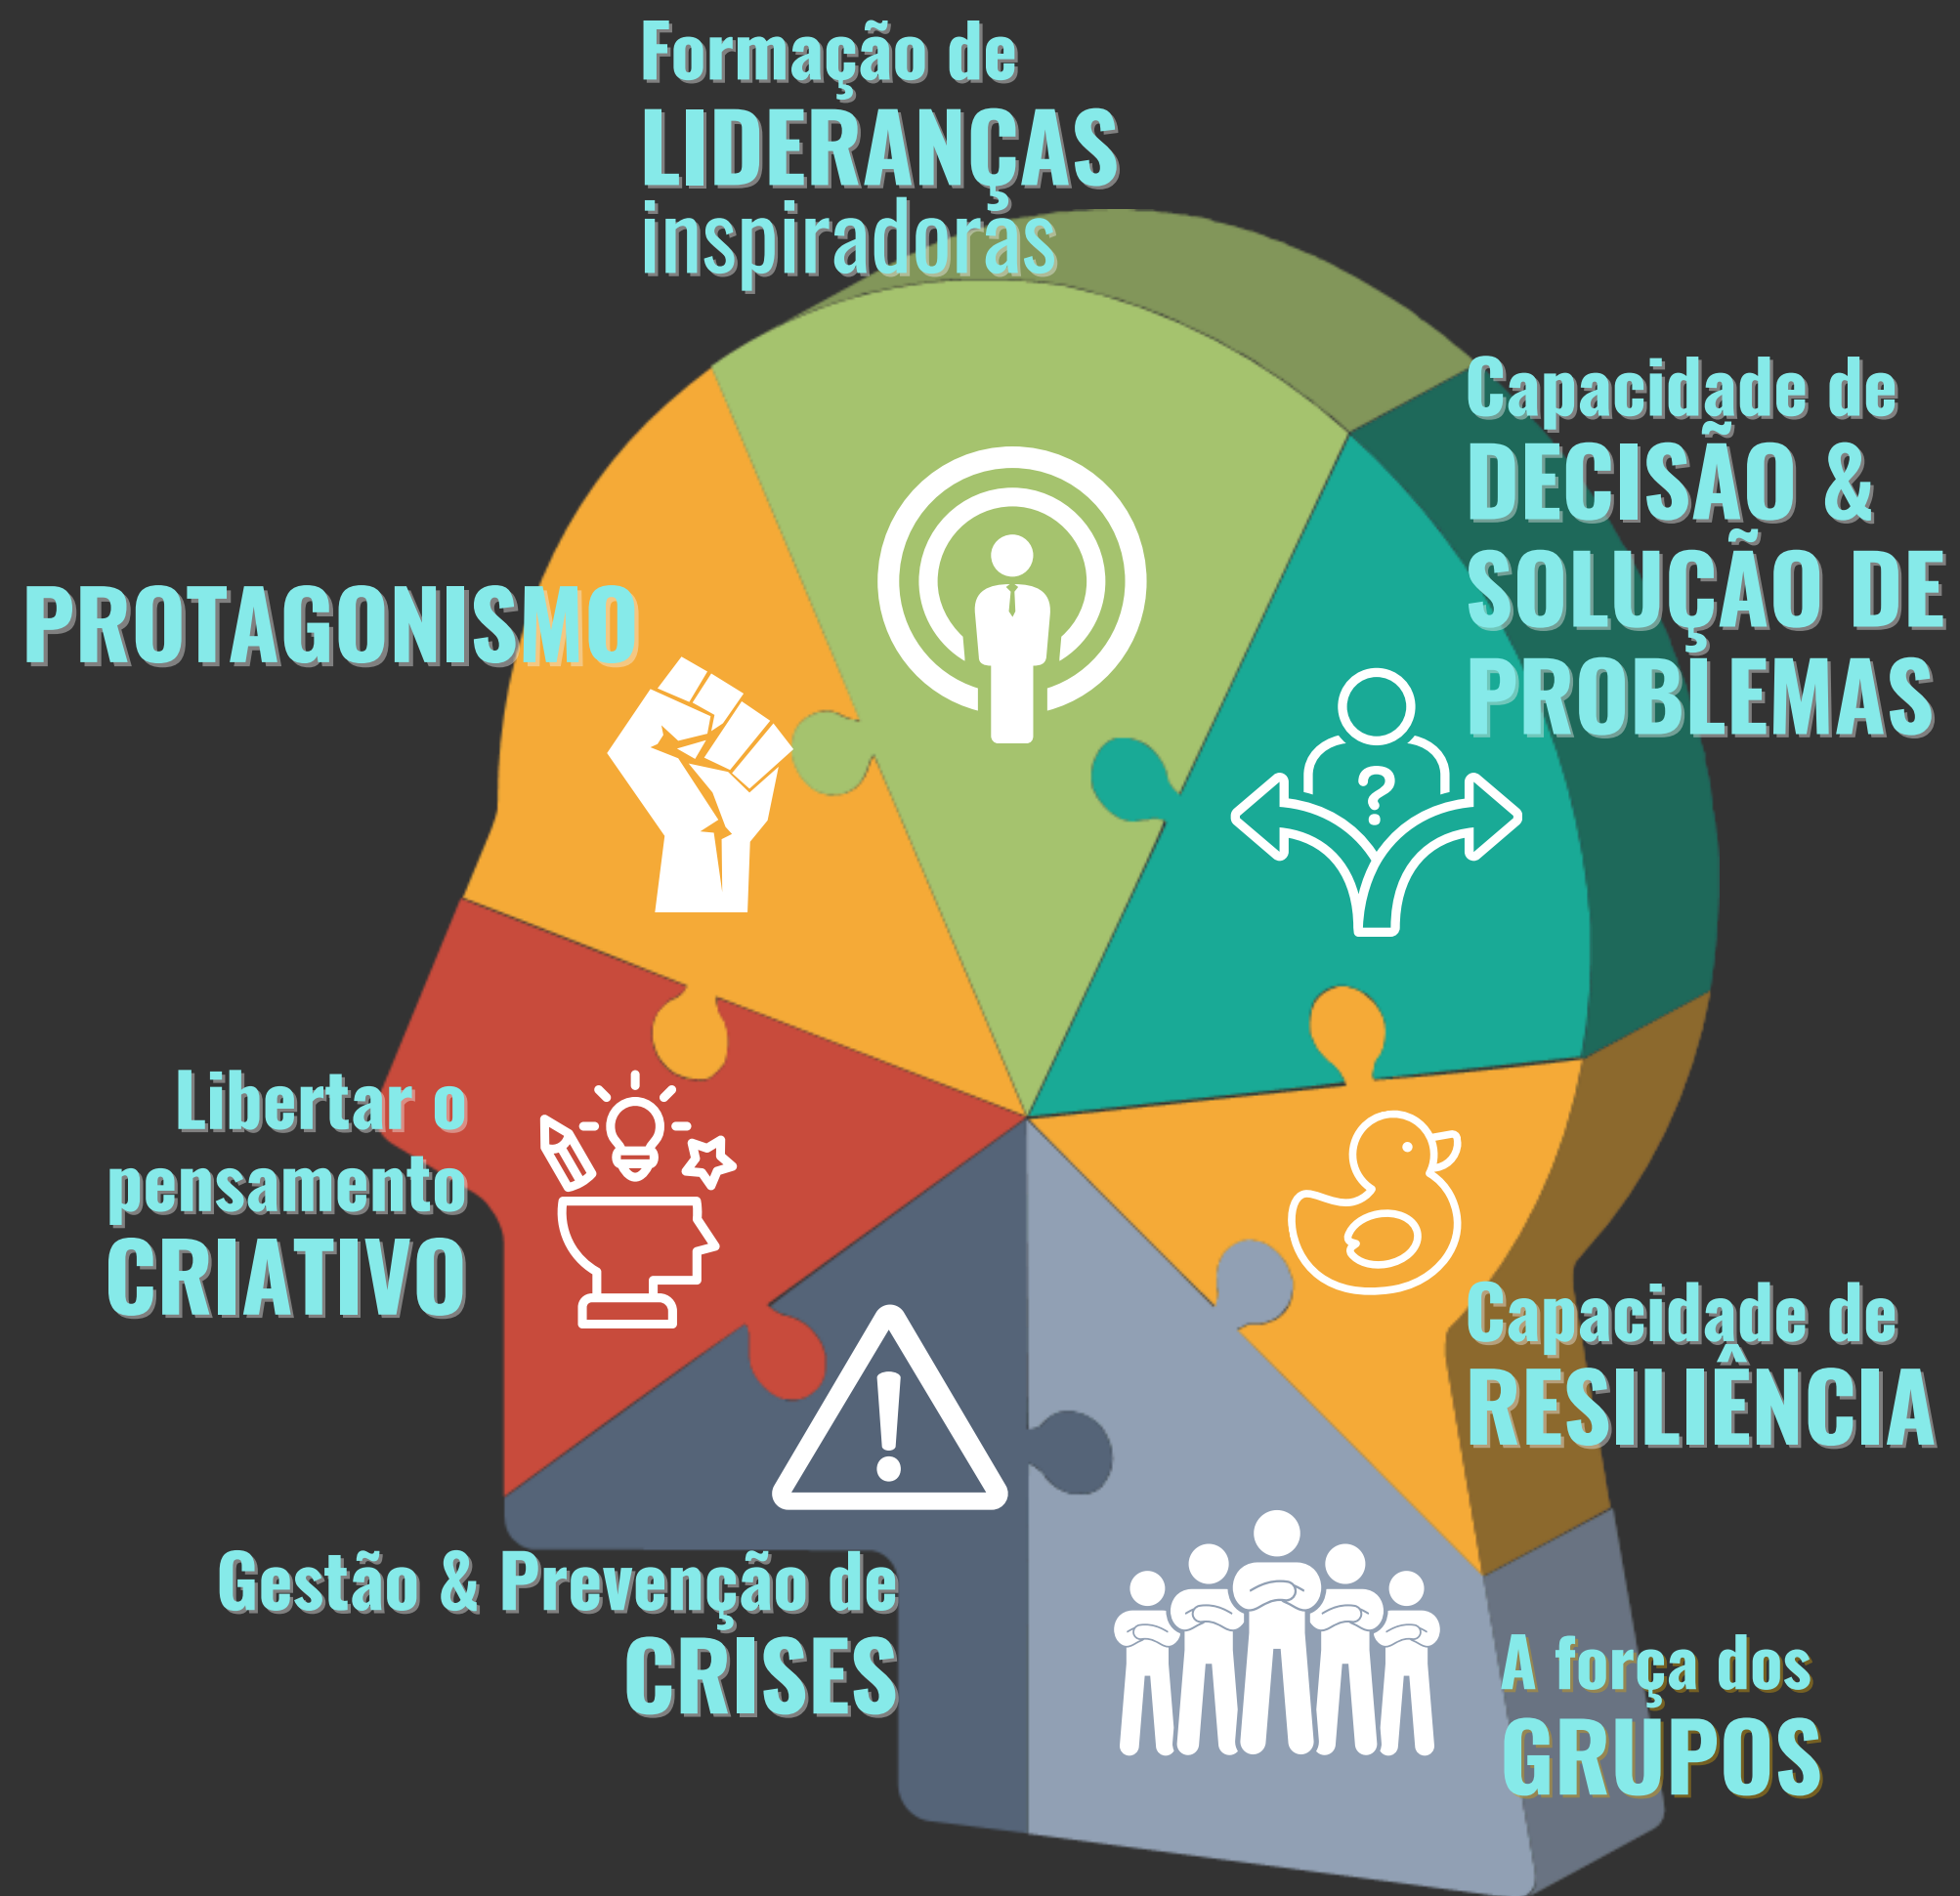 Formação de
LIDERANÇAS
inspiradoras
Capacidade de
DECISÃO &
SOLUÇÃO DE
PROBLEMAS
PROTAGONISMO
?
Libertar o
pensamento
CRIATIVO
Capacidade de
RESILIÊNCIA
!
Gestão & Prevenção de
CRISES
A força dos
GRUPOS